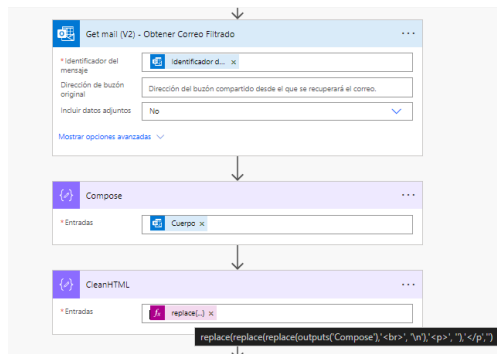 Get mail (V2) - Obtener Correo Filtrado
* Identificador del mensaje
Identificador d... ×
Dirección de buzón original
Dirección del buzón compartido desde el que se recuperará el correo.
Incluir datos adjuntos
No
Mostrar opciones avanzadas
{∕} Compose
* Entradas
Cuerpo ×
{∕} CleanHTML
* Entradas
fx replace(...) ×
replace(replace(replace(outputs('Compose'),'<br>', '\n'),'<p>', ''),'</p','')